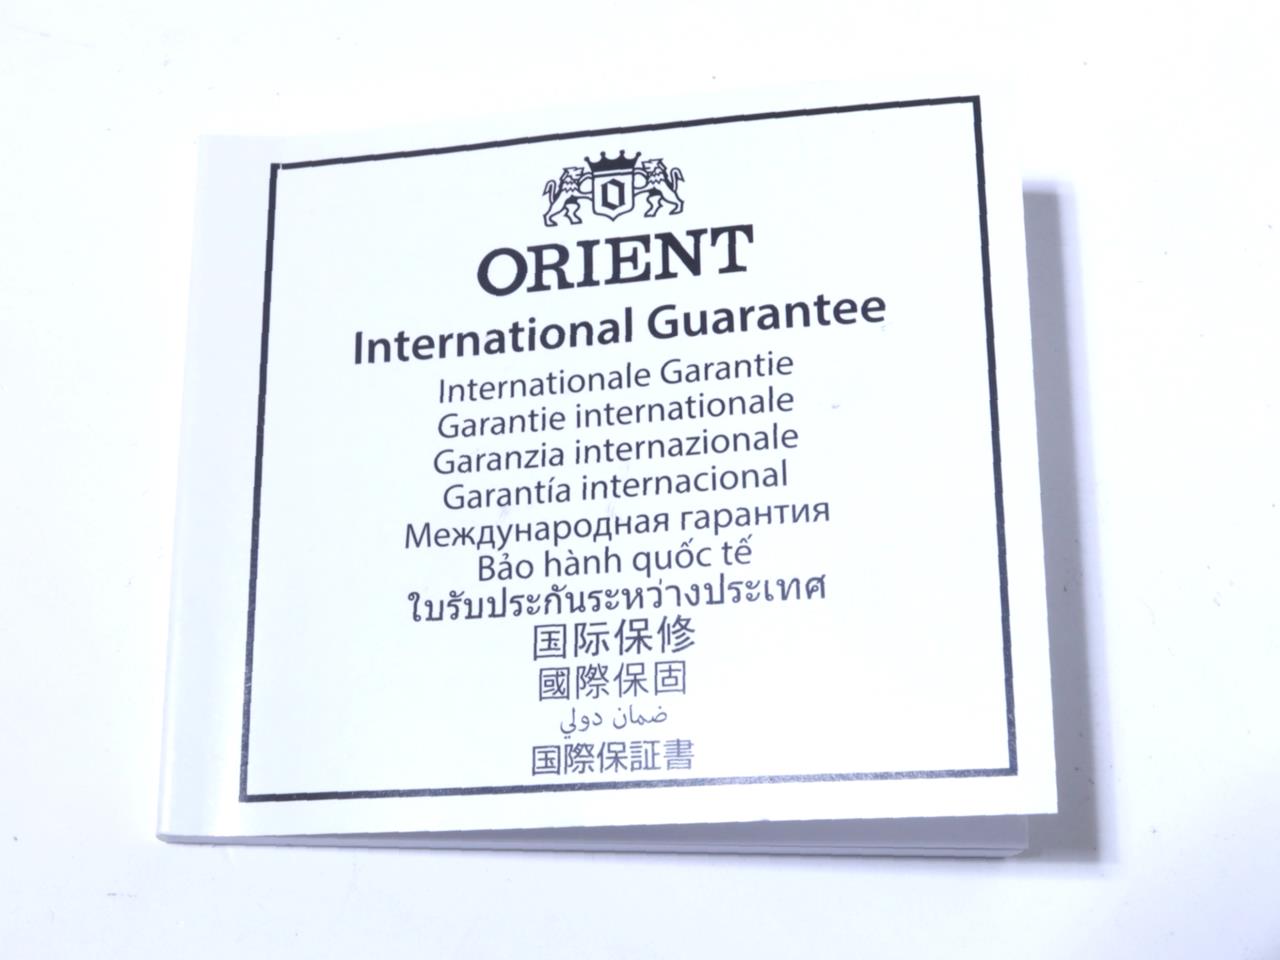 ORIENT
International Guarantee
Internationale Garantie
Garantie internationale
Garanzia internazionale
Garantía internacional
Международная гарантия
Bảo hành quốc tế
ใบรับประกันระหว่างประเทศ
国际保修
國際保固
ضمان دولي
国際保証書